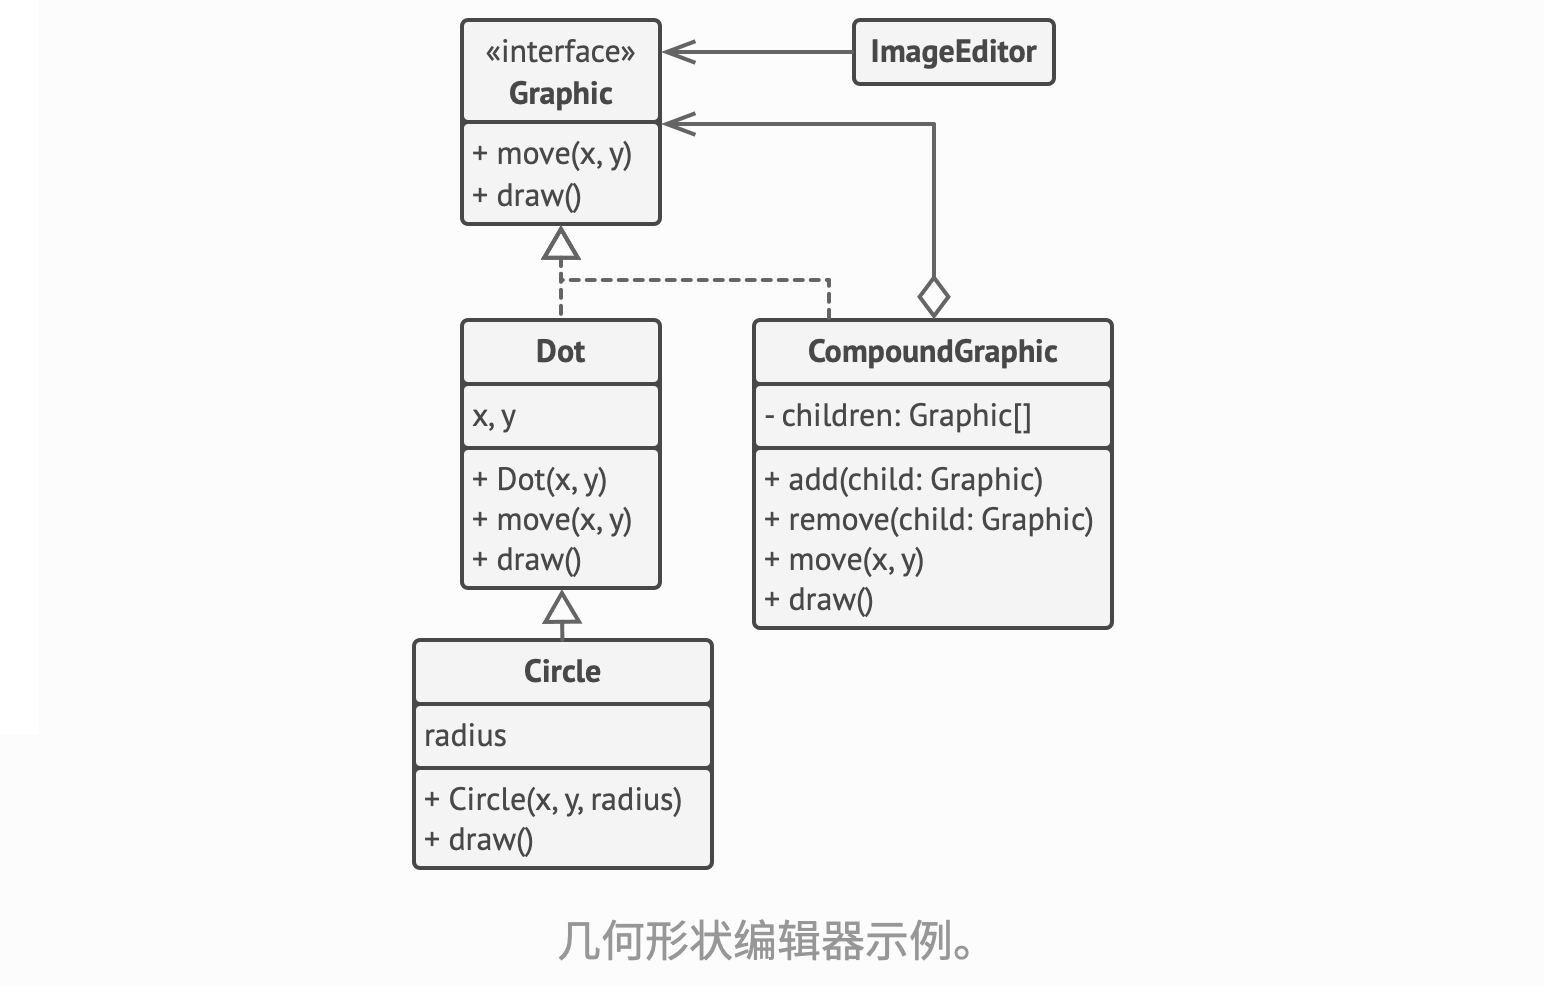 «interface»
Graphic
+ move(x, y)
+ draw()
ImageEditor
Dot
x, y
+ Dot(x, y)
+ move(x, y)
+ draw()
CompoundGraphic
- children: Graphic[]
+ add(child: Graphic)
+ remove(child: Graphic)
+ move(x, y)
+ draw()
Circle
radius
+ Circle(x, y, radius)
+ draw()
几何形状编辑器示例。